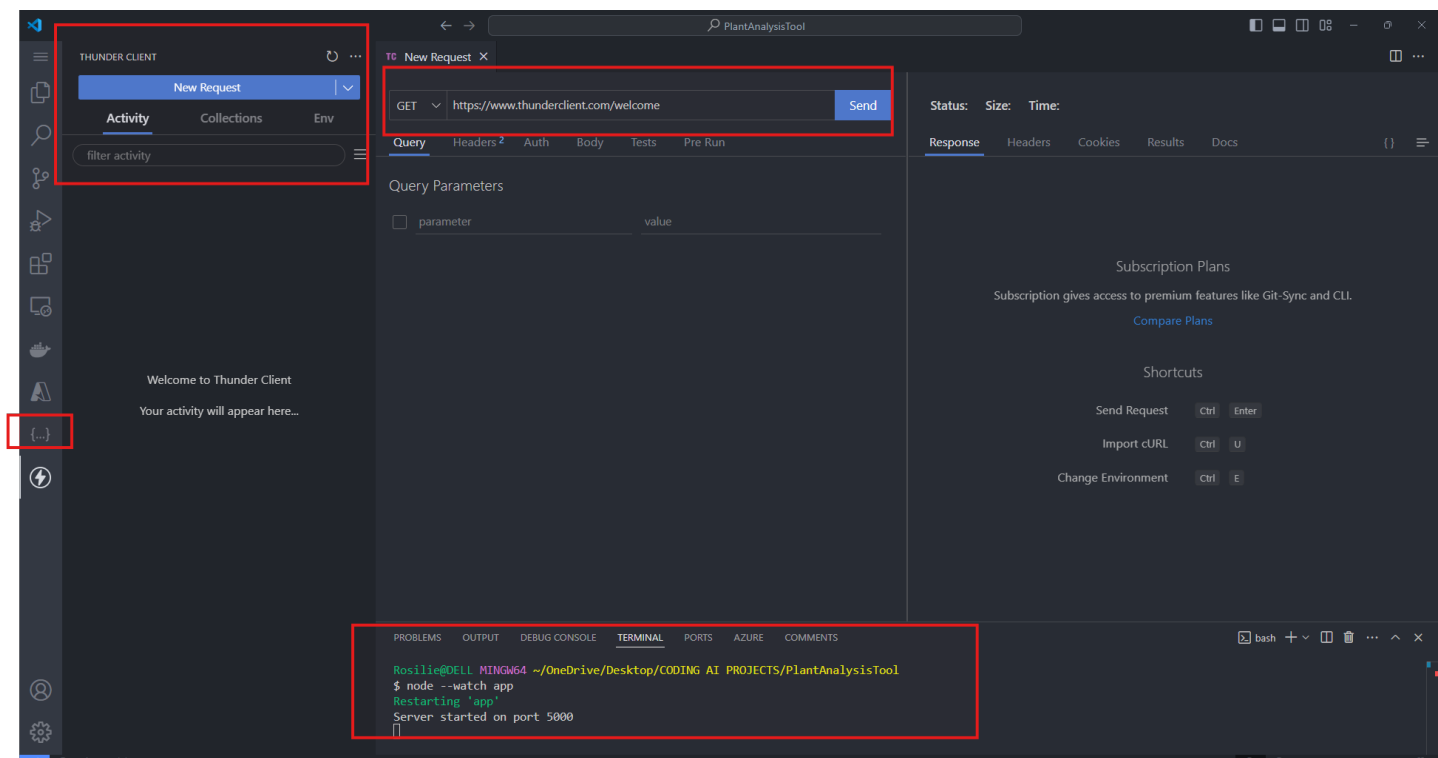 PlantAnalysisTool
THUNDER CLIENT
New Request
Activity Collections Env
filter activity
Welcome to Thunder Client
Your activity will appear here...
{...}
TC New Request
GET https://www.thunderclient.com/welcome Send
Query Headers 2 Auth Body Tests Pre Run
Query Parameters
parameter value
Status: Size: Time:
Response Headers Cookies Results Docs { }
Subscription Plans
Subscription gives access to premium features like Git-Sync and CLI.
Compare Plans
Shortcuts
Send Request Ctrl Enter
Import cURL Ctrl U
Change Environment Ctrl E
PROBLEMS OUTPUT DEBUG CONSOLE TERMINAL PORTS AZURE COMMENTS
bash
Rosilie@DELL MINGW64 ~/OneDrive/Desktop/CODING AI PROJECTS/PlantAnalysisTool
$ node --watch app
Restarting 'app'
Server started on port 5000